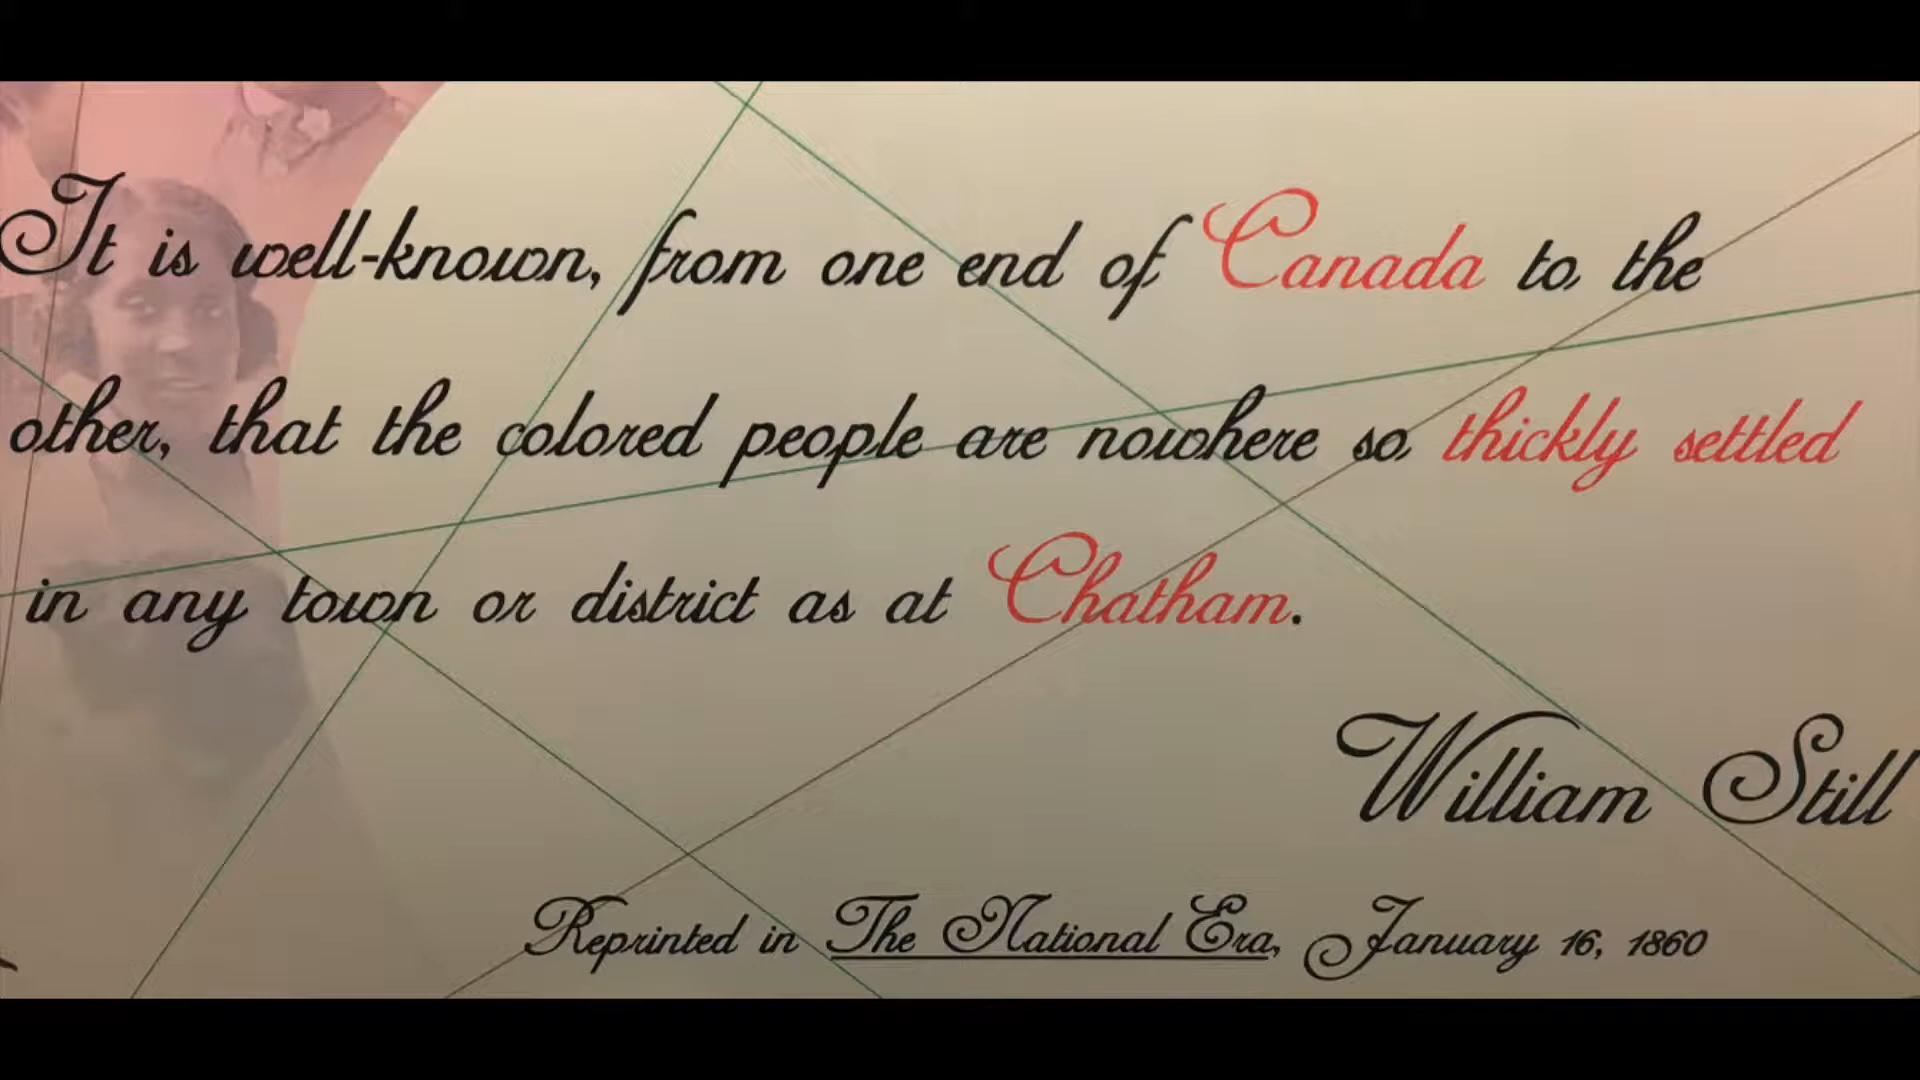 It is well-known, from one end of Canada to the
other, that the colored people are nowhere so thickly settled
in any town or district as at Chatham.
William Still
Reprinted in The National Era, January 16, 1860